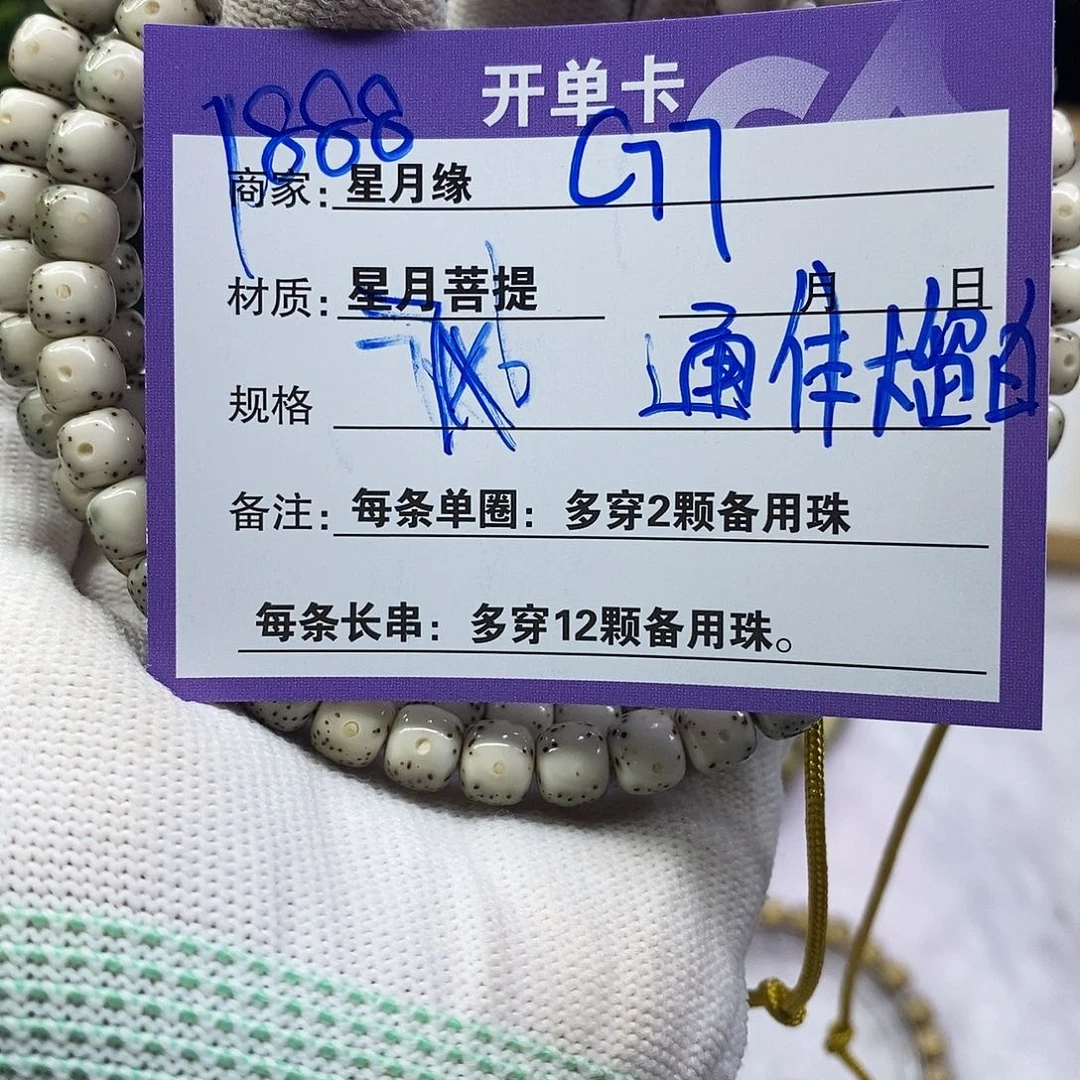 开单卡
1888
商家：星月缘 G7
材质：星月菩提 月 日
规格 7x6 通体熘白
备注：每条单圈：多穿2颗备用珠
每条长串：多穿12颗备用珠。